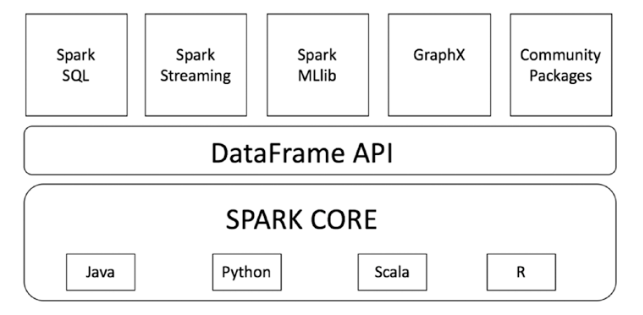 Spark
SQL
Spark
Streaming
Spark
MLlib
GraphX
Community
Packages
DataFrame API
SPARK CORE
Java
Python
Scala
R